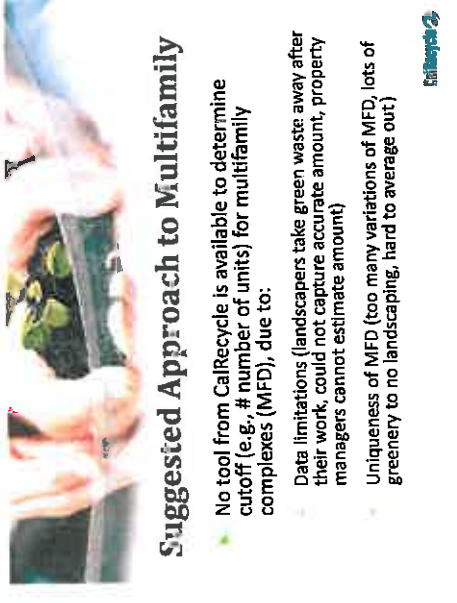 Suggested Approach to Multifamily
No tool from CalRecycle is available to determine
cutoff (e.g., # number of units) for multifamily
complexes (MFD), due to:
Data limitations (landscapers take green waste away after
their work, could not capture accurate amount, property
managers cannot estimate amount)
Uniqueness of MFD (too many variations of MFD, lots of
greenery to no landscaping, hard to average out)
CalRecycle